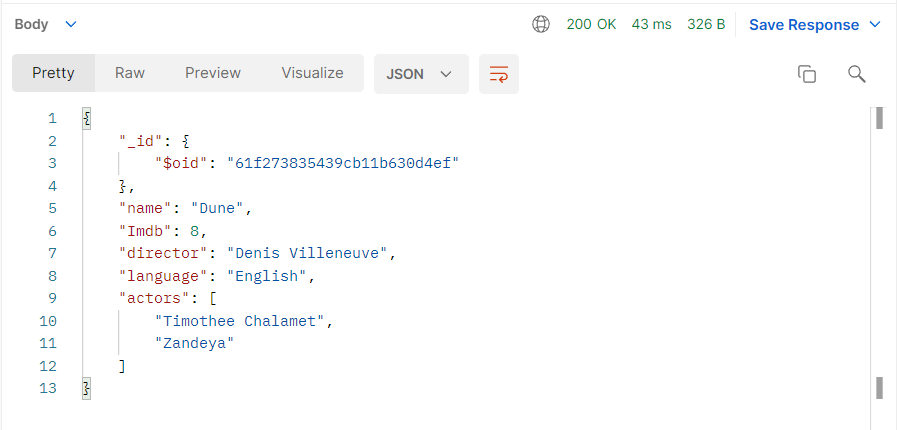 Body 200 OK 43 ms 326 B Save Response
Pretty Raw Preview Visualize JSON
1 {
2 "_id": {
3 "$oid": "61f273835439cb11b630d4ef"
4 },
5 "name": "Dune",
6 "Imdb": 8,
7 "director": "Denis Villeneuve",
8 "language": "English",
9 "actors": [
10 "Timothee Chalamet",
11 "Zandeya"
12 ]
13 }